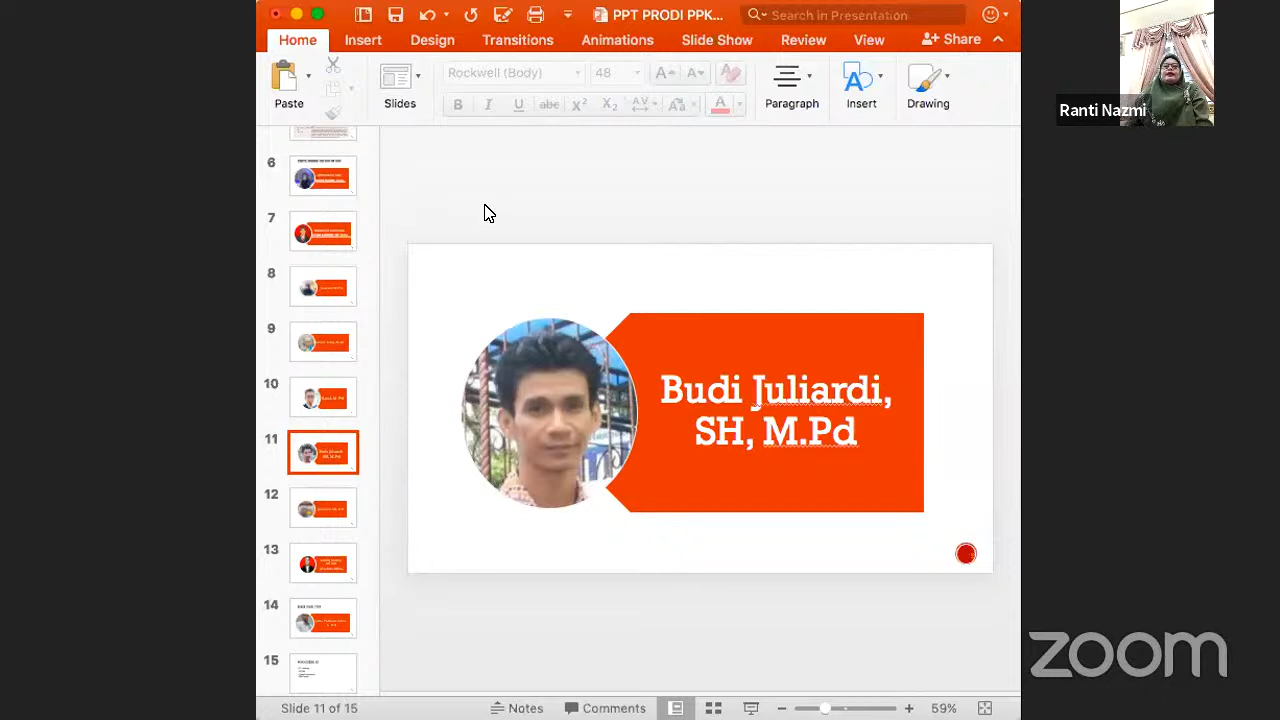 PPT PRODI PPK...
Search in Presentation
Home
Insert
Design
Transitions
Animations
Slide Show
Review
View
Share
Paste
Slides
Rockwell (Body)
48
Paragraph
Insert
Drawing
Ranti Nazmi
6
7
8
9
10
11
12
13
14
15
Budi Juliardi,
SH, M.Pd
Slide 11 of 15
Notes
Comments
59%
zoom